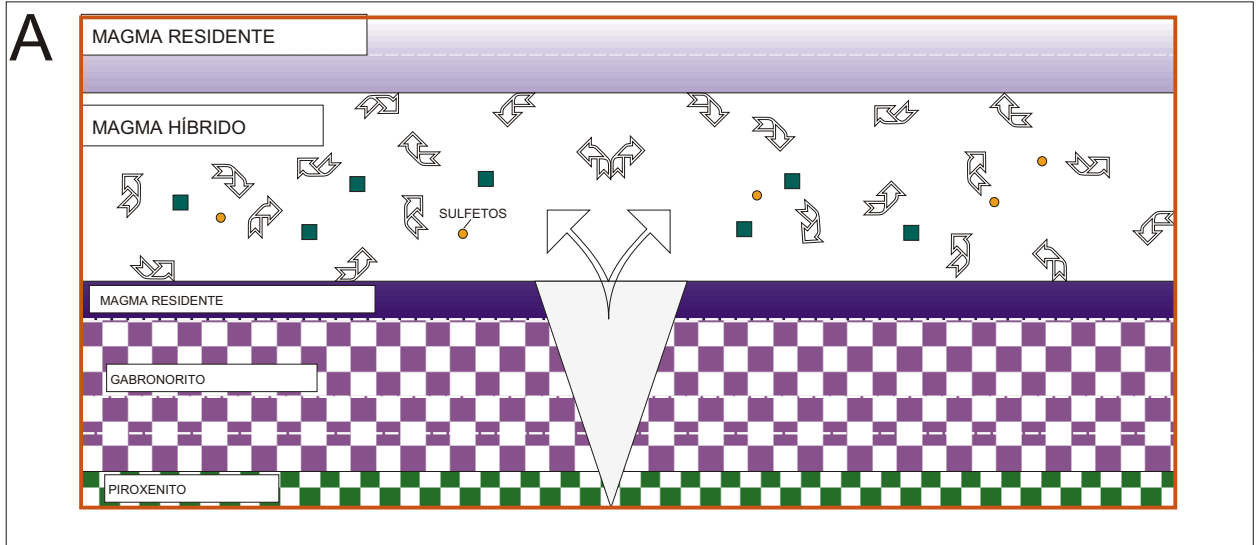 A
MAGMA RESIDENTE
MAGMA HÍBRIDO
SULFETOS
MAGMA RESIDENTE
GABRONORITO
PIROXENITO